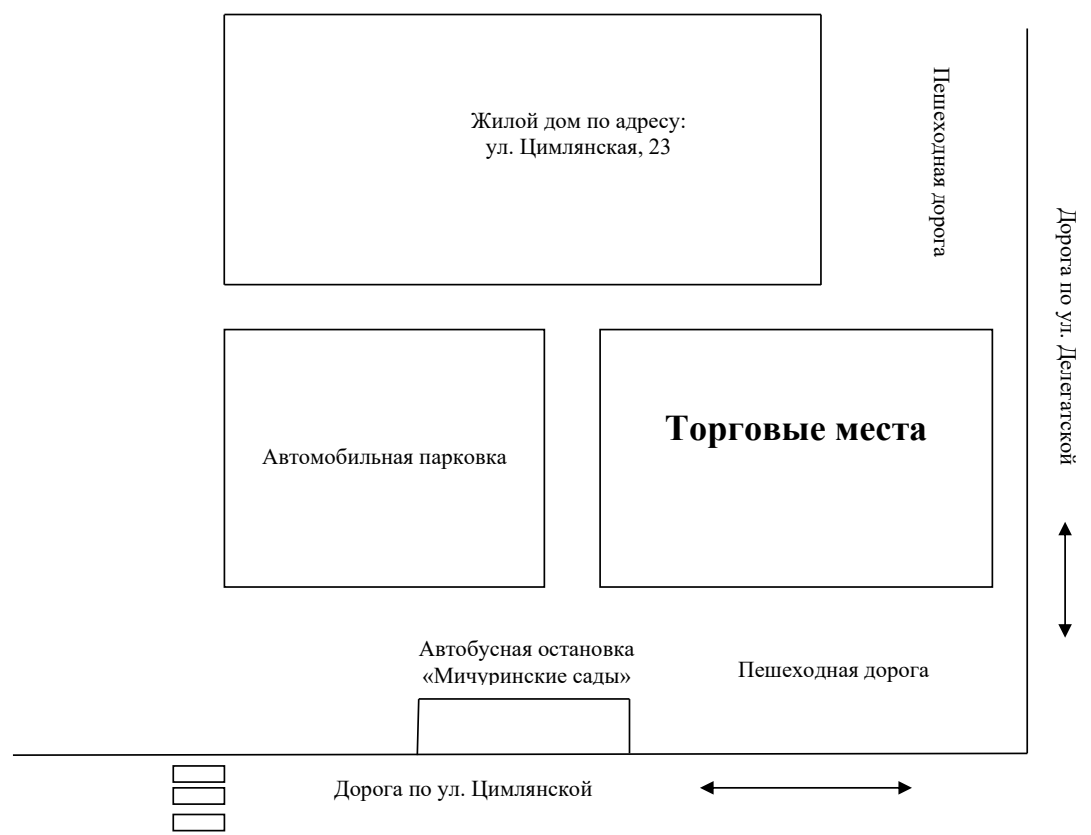 Жилой дом по адресу:
ул. Цимлянская, 23
Пешеходная дорога
Дорога по ул. Делегатской
Торговые места
Автомобильная парковка
Автобусная остановка
«Мичуринские сады»
Пешеходная дорога
Дорога по ул. Цимлянской